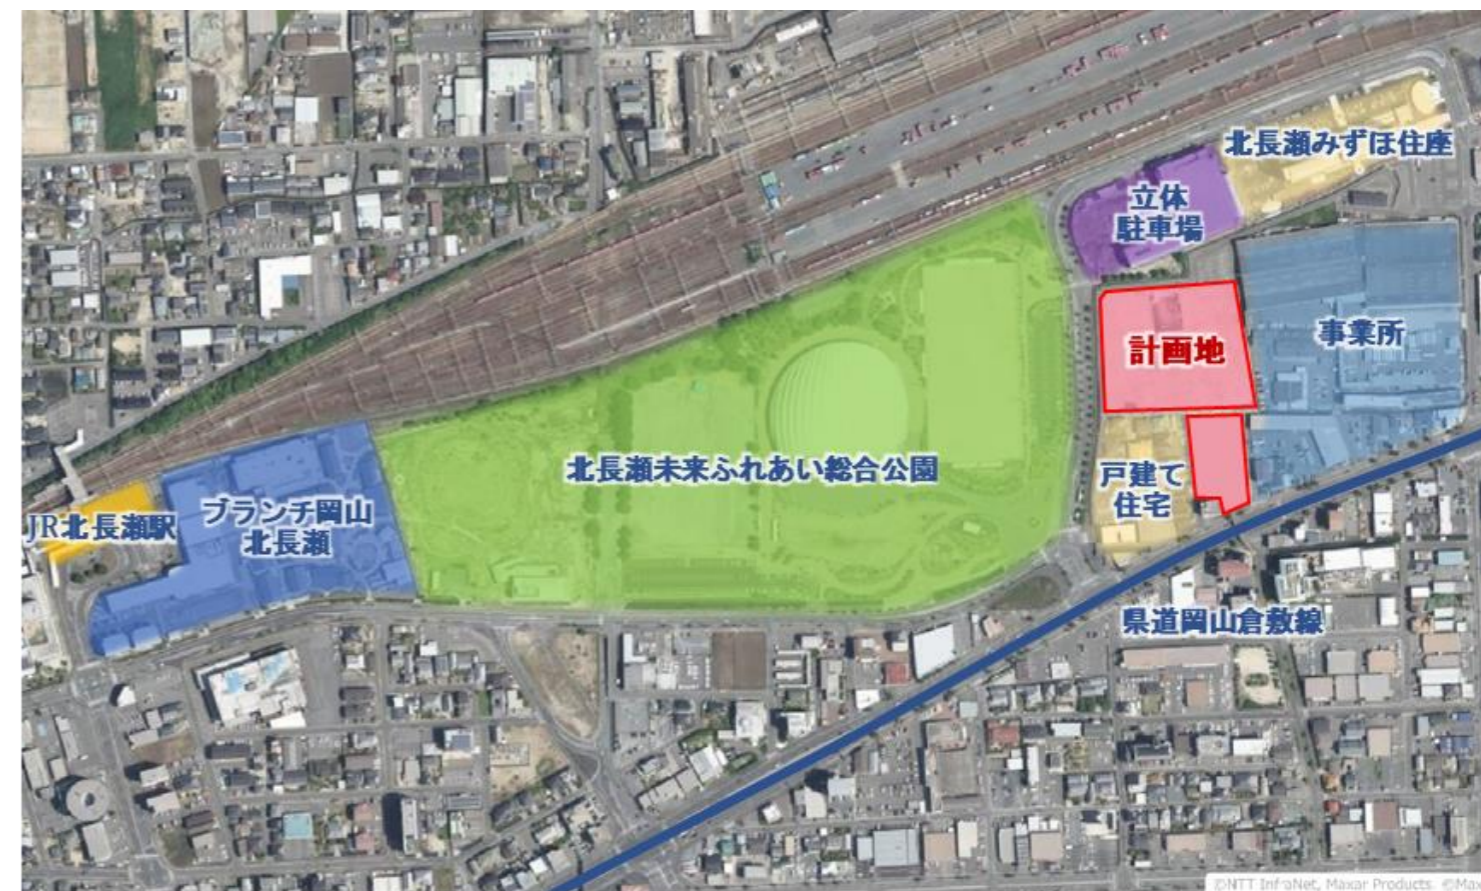 北長瀬みずほ住座
立体
駐車場
計画地
事業所
北長瀬未来ふれあい総合公園
戸建て
住宅
JR北長瀬駅
ブランチ岡山
北長瀬
県道岡山倉敷線
©NTT InfraNet, Maxar Products. ©Max